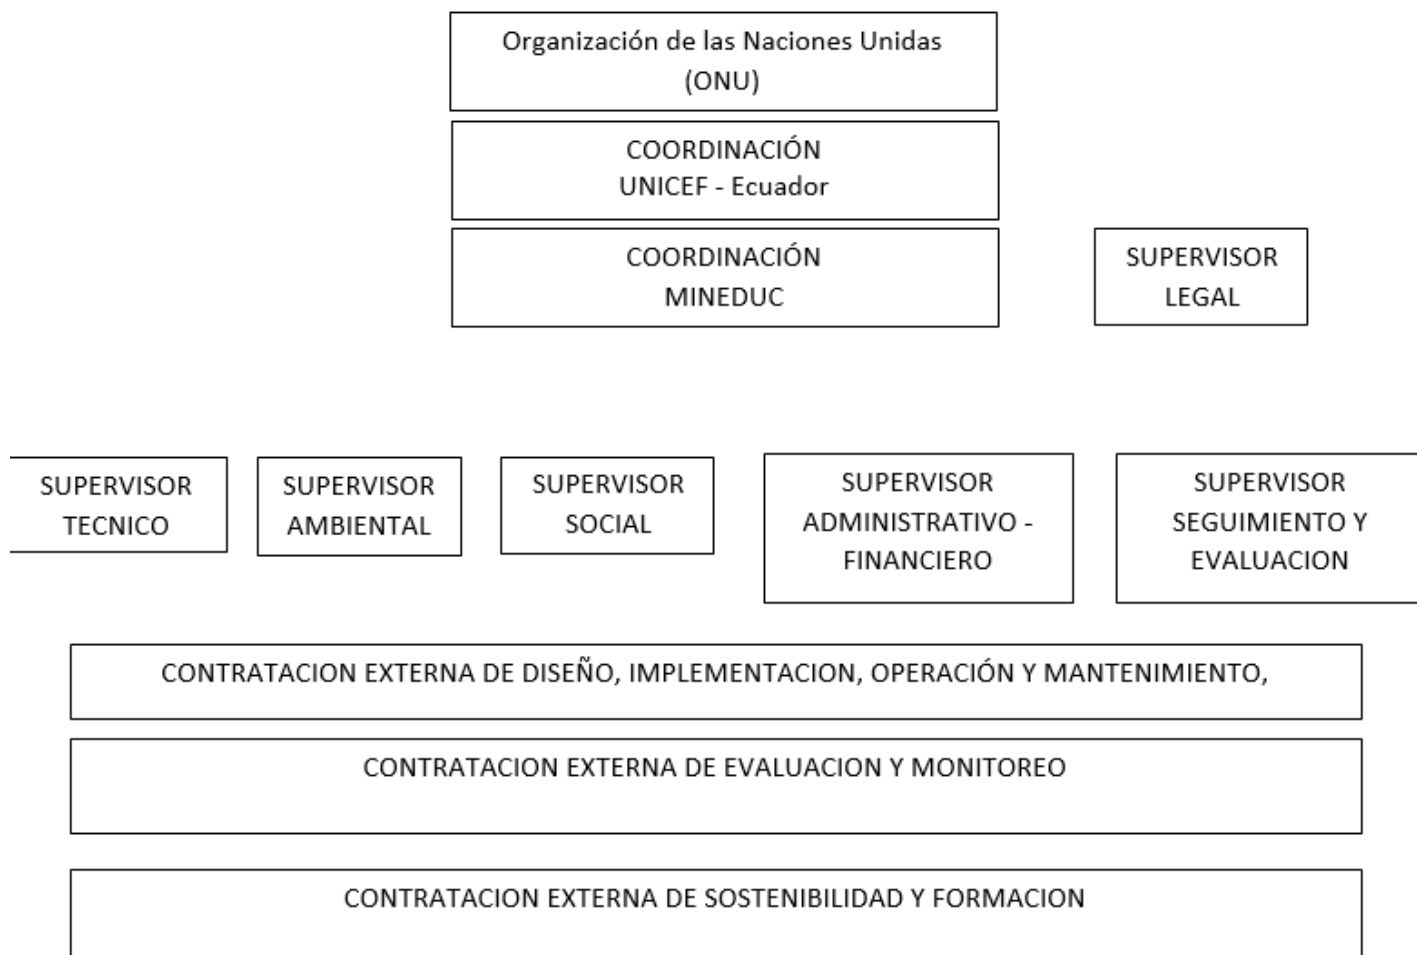 Organización de las Naciones Unidas
(ONU)
COORDINACIÓN
UNICEF - Ecuador
COORDINACIÓN
MINEDUC
SUPERVISOR
LEGAL
SUPERVISOR
TECNICO
SUPERVISOR
AMBIENTAL
SUPERVISOR
SOCIAL
SUPERVISOR
ADMINISTRATIVO -
FINANCIERO
SUPERVISOR
SEGUIMIENTO Y
EVALUACION
CONTRATACION EXTERNA DE DISEÑO, IMPLEMENTACION, OPERACIÓN Y MANTENIMIENTO,
CONTRATACION EXTERNA DE EVALUACION Y MONITOREO
CONTRATACION EXTERNA DE SOSTENIBILIDAD Y FORMACION